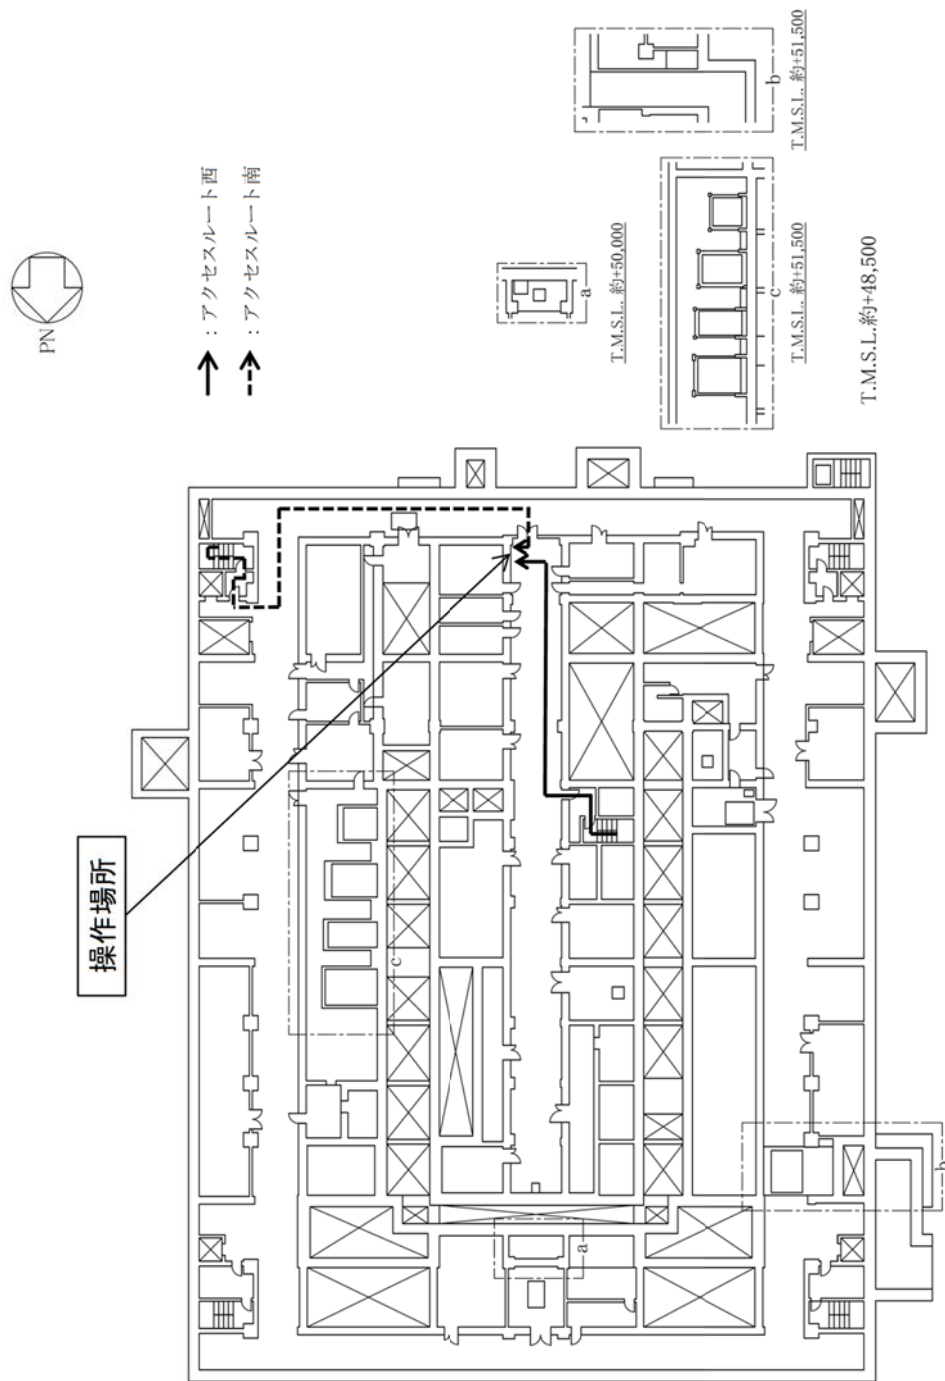 PN
：アクセスルート西
：アクセスルート南
操作場所
a
T.M.S.L. 約+50,000
b
T.M.S.L. 約+51,500
c
T.M.S.L. 約+51,500
T.M.S.L.約+48,500
c
a
b